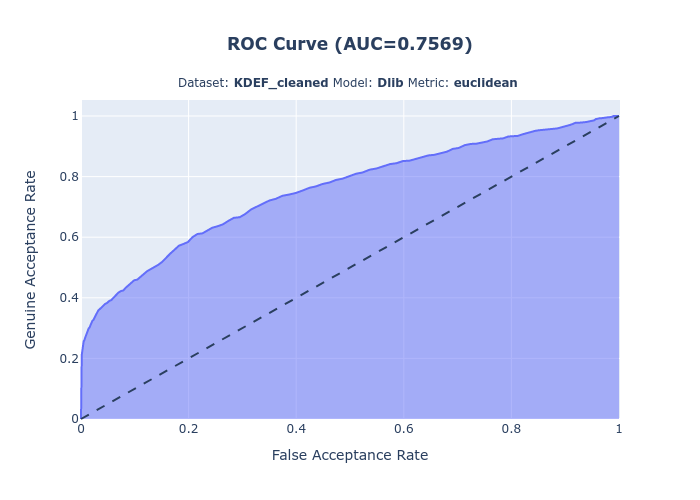 ROC Curve (AUC=0.7569)
Dataset: KDEF_cleaned Model: Dlib Metric: euclidean
Genuine Acceptance Rate
1
0.8
0.6
0.4
0.2
0
0 0.2 0.4 0.6 0.8 1
False Acceptance Rate